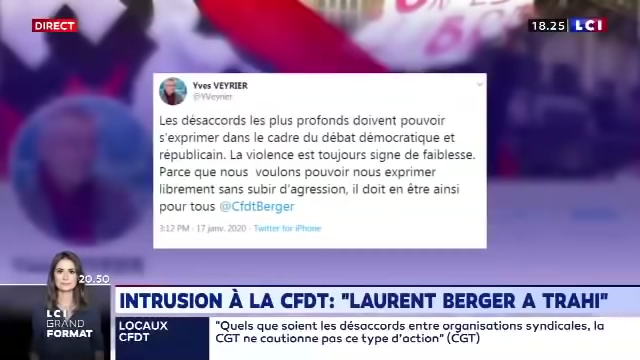 DIRECT
18.25 LCI
Yves VEYRIER
@YVeyrier
Les désaccords les plus profonds doivent pouvoir
s'exprimer dans le cadre du débat démocratique et
républicain. La violence est toujours signe de faiblesse.
Parce que nous voulons pouvoir nous exprimer
librement sans subir d'agression, il doit en être ainsi
pour tous @CfdtBerger
3:12 PM · 17 janv. 2020 · Twitter for iPhone
20.50
LCI
GRAND
FORMAT
INTRUSION À LA CFDT: "LAURENT BERGER A TRAHI"
LOCAUX
CFDT
"Quels que soient les désaccords entre organisations syndicales, la
CGT ne cautionne pas ce type d'action" (CGT)